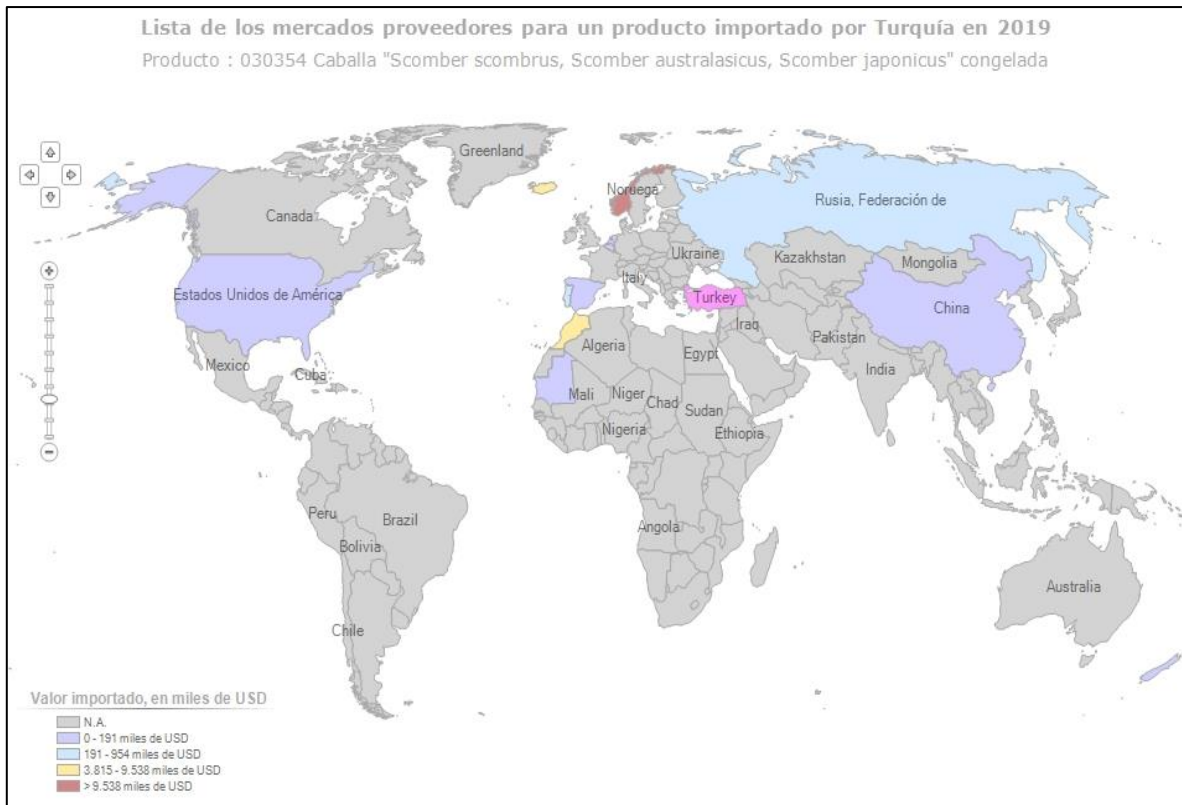 Lista de los mercados proveedores para un producto importado por Turquía en 2019
Producto : 030354 Caballa "Scomber scombrus, Scomber australasicus, Scomber japonicus" congelada
Greenland
Noruega
Rusia, Federación de
Canada
Ukraine
Kazakhstan
Mongolia
Italy
Estados Unidos de América
Turkey
China
Iraq
Pakistan
Algeria
Egypt
India
Mexico
Cuba
Mali
Niger
Chad
Sudan
Nigeria
Ethiopia
Peru
Brazil
Angola
Bolivia
Australia
Chile
Valor importado, en miles de USD
N.A.
0 - 191 miles de USD
191 - 954 miles de USD
3.815 - 9.538 miles de USD
> 9.538 miles de USD